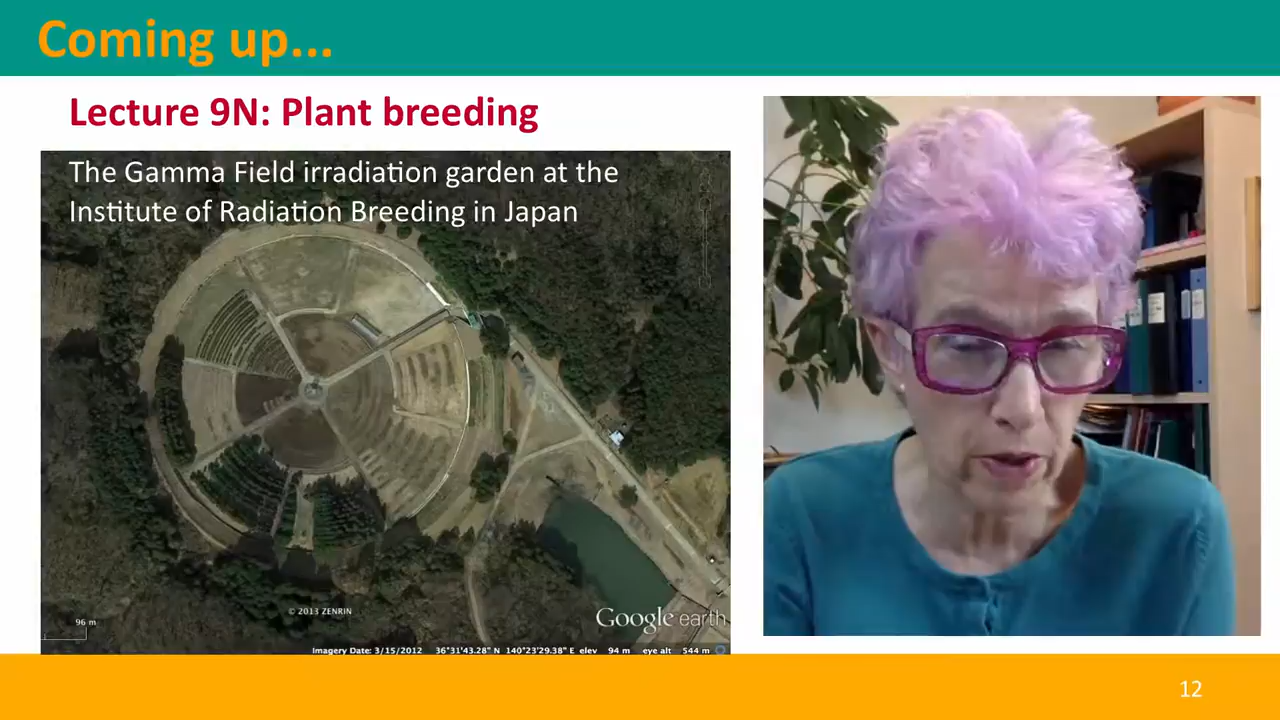 Coming up...
Lecture 9N: Plant breeding
The Gamma Field irradiation garden at the
Institute of Radiation Breeding in Japan
© 2013 ZENRIN
Google earth
96 m
Imagery Date: 3/15/2012 36°31'43.28" N 140°23'29.38" E elev 94 m eye alt 544 m
12